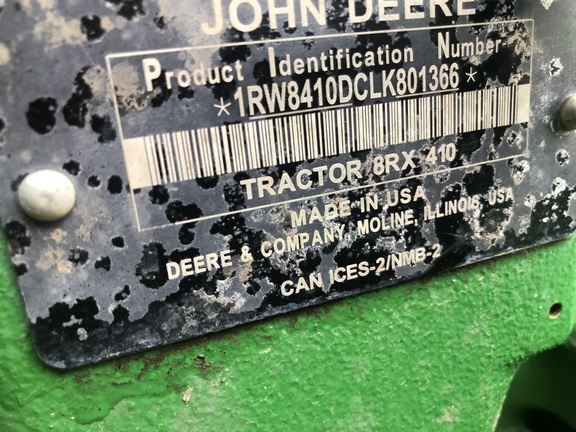 JOHN DEERE
Product Identification Number
*1RW8410DCLK801366*
TRACTOR 8RX 410
MADE IN USA
DEERE & COMPANY, MOLINE, ILLINOIS, USA
CAN ICES-2/NMB-2